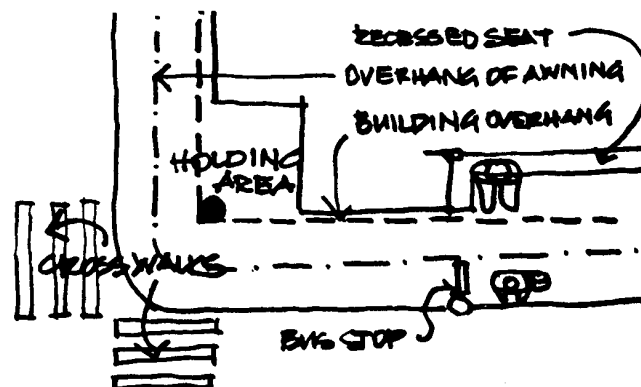 RECESSED SEAT
OVERHANG OF AWNING
BUILDING OVERHANG
HOLDING
AREA
CROSSWALKS
BUS STOP